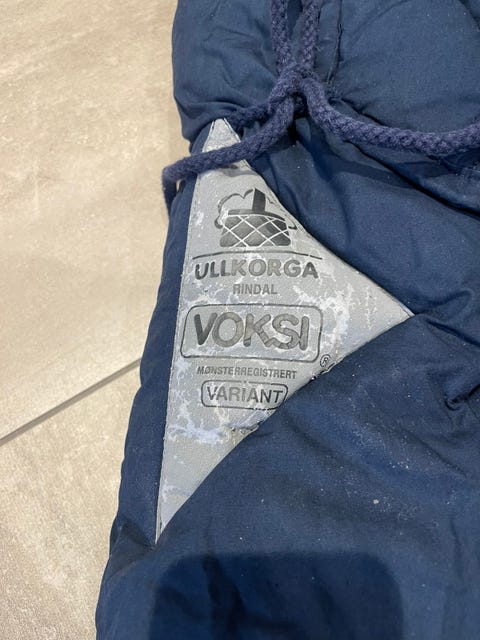 ULLKORGA
RINDAL
VOKSI
®
MØNSTERREGISTRERT
VARIANT